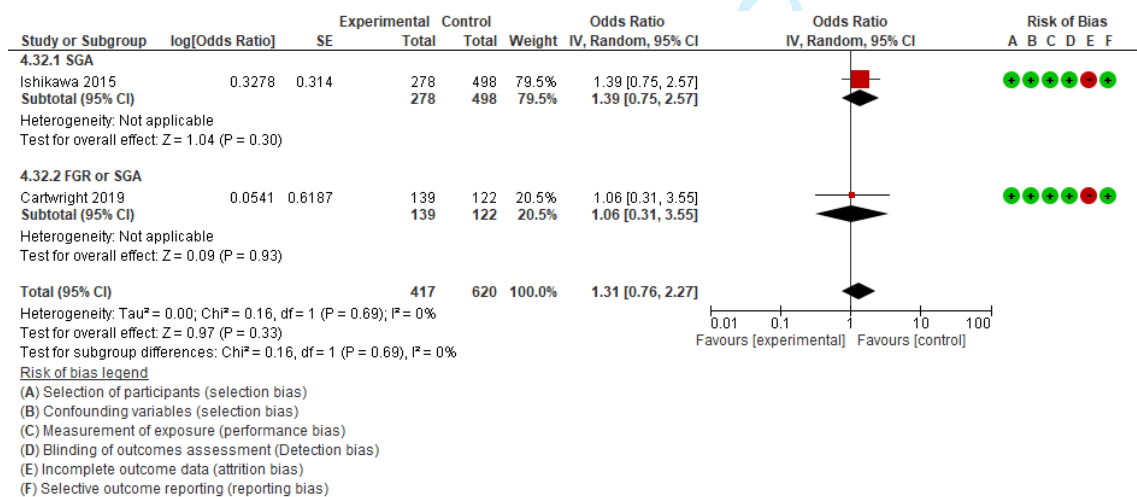 Experimental Control Odds Ratio Odds Ratio Risk of Bias
Study or Subgroup log[Odds Ratio] SE Total Total Weight IV, Random, 95% CI IV, Random, 95% CI A B C D E F
4.32.1 SGA
Ishikawa 2015 0.3278 0.314 278 498 79.5% 1.39 [0.75, 2.57] + + + + - +
Subtotal (95% CI) 278 498 79.5% 1.39 [0.75, 2.57]
Heterogeneity: Not applicable
Test for overall effect: Z = 1.04 (P = 0.30)
4.32.2 FGR or SGA
Cartwright 2019 0.0541 0.6187 139 122 20.5% 1.06 [0.31, 3.55] + + + + - +
Subtotal (95% CI) 139 122 20.5% 1.06 [0.31, 3.55]
Heterogeneity: Not applicable
Test for overall effect: Z = 0.09 (P = 0.93)
Total (95% CI) 417 620 100.0% 1.31 [0.76, 2.27]
Heterogeneity: Tau² = 0.00; Chi² = 0.16, df = 1 (P = 0.69); I² = 0%
Test for overall effect: Z = 0.97 (P = 0.33)
Test for subgroup differences: Chi² = 0.16, df = 1 (P = 0.69), I² = 0%
0.01 0.1 1 10 100
Favours [experimental] Favours [control]
Risk of bias legend
(A) Selection of participants (selection bias)
(B) Confounding variables (selection bias)
(C) Measurement of exposure (performance bias)
(D) Blinding of outcomes assessment (Detection bias)
(E) Incomplete outcome data (attrition bias)
(F) Selective outcome reporting (reporting bias)